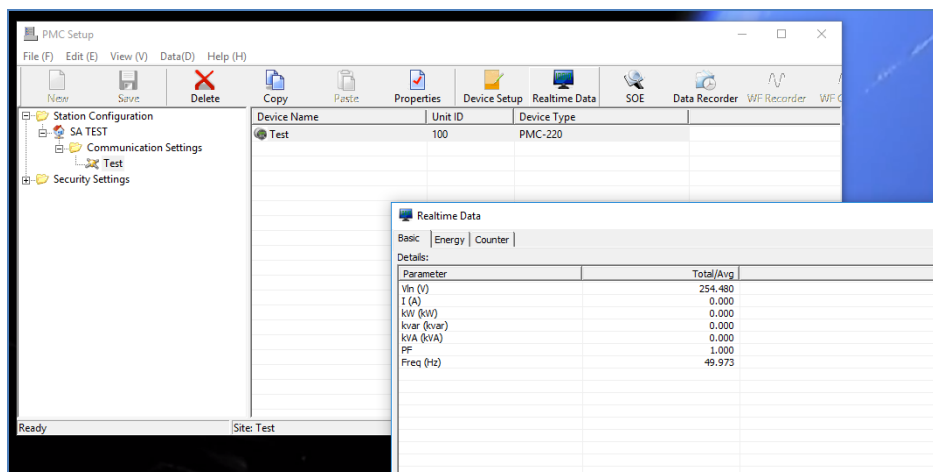 PMC Setup
File (F) Edit (E) View (V) Data(D) Help (H)
New Save Delete Copy Paste Properties Device Setup Realtime Data SOE Data Recorder WF Recorder WF
Station Configuration
SA TEST
Communication Settings
Test
Security Settings
Device Name Unit ID Device Type
Test 100 PMC-220
Realtime Data
Basic Energy Counter
Details:
Parameter Total/Avg
Vln (V) 254.480
I (A) 0.000
kW (kW) 0.000
kvar (kvar) 0.000
kVA (kVA) 0.000
PF 1.000
Freq (Hz) 49.973
Ready Site: Test